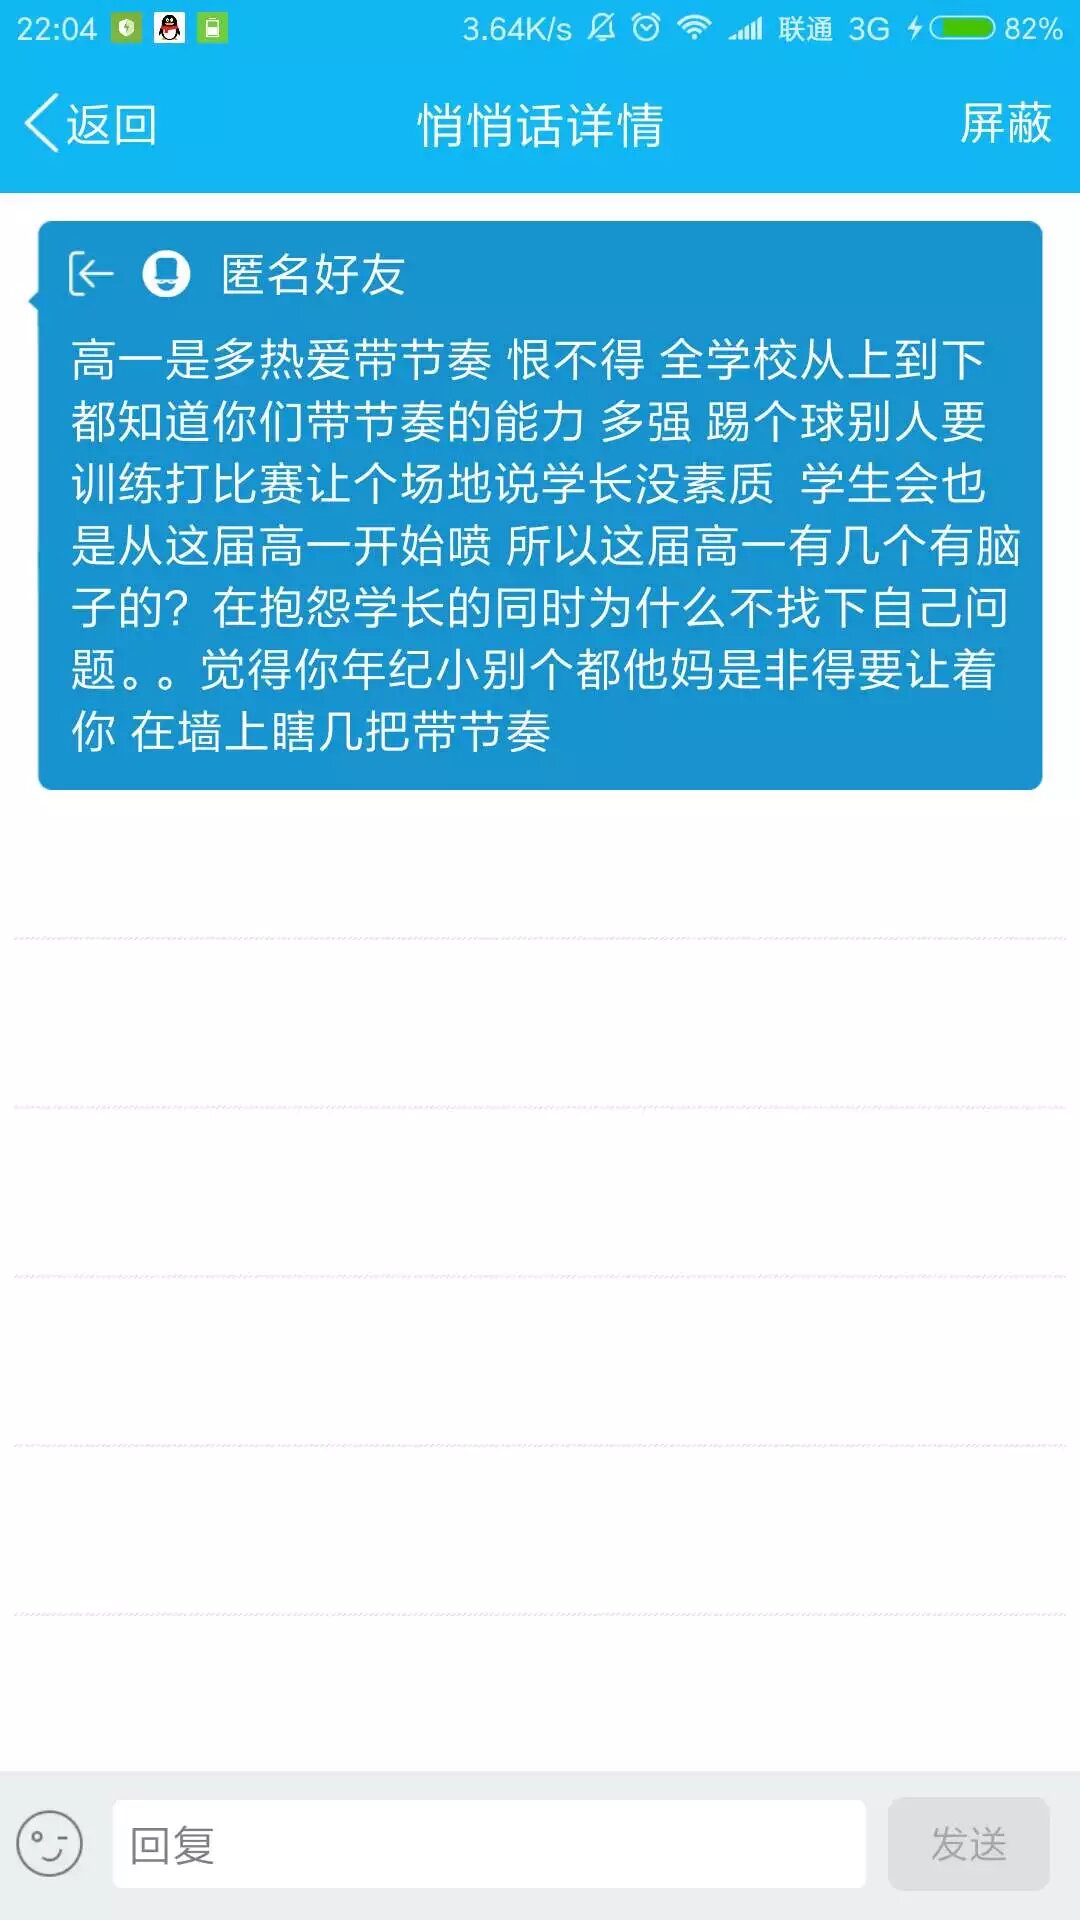 22:04 3.64K/s 联通 3G 82%
返回 悄悄话详情 屏蔽
匿名好友
高一是多热爱带节奏 恨不得 全学校从上到下
都知道你们带节奏的能力 多强 踢个球别人要
训练打比赛让个场地说学长没素质  学生会也
是从这届高一开始喷 所以这届高一有几个有脑
子的？在抱怨学长的同时为什么不找下自己问
题。。觉得你年纪小别个都他妈是非得要让着
你 在墙上瞎几把带节奏
回复 发送